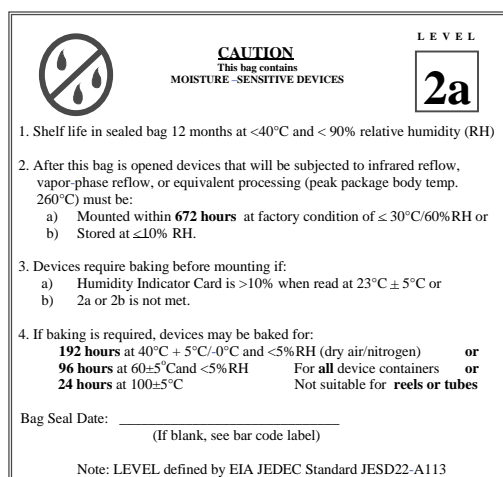 LEVEL
CAUTION
This bag contains
MOISTURE –SENSITIVE DEVICES
2a
1. Shelf life in sealed bag 12 months at <40°C and < 90% relative humidity (RH)
2. After this bag is opened devices that will be subjected to infrared reflow,
vapor-phase reflow, or equivalent processing (peak package body temp.
260°C) must be:
a) Mounted within 672 hours at factory condition of ≤ 30°C/60%RH or
b) Stored at ≤10% RH.
3. Devices require baking before mounting if:
a) Humidity Indicator Card is >10% when read at 23°C ± 5°C or
b) 2a or 2b is not met.
4. If baking is required, devices may be baked for:
192 hours at 40°C + 5°C/-0°C and <5%RH (dry air/nitrogen) or
96 hours at 60±5°Cand <5%RH For all device containers or
24 hours at 100±5°C Not suitable for reels or tubes
Bag Seal Date: ______________________________
(If blank, see bar code label)
Note: LEVEL defined by EIA JEDEC Standard JESD22-A113